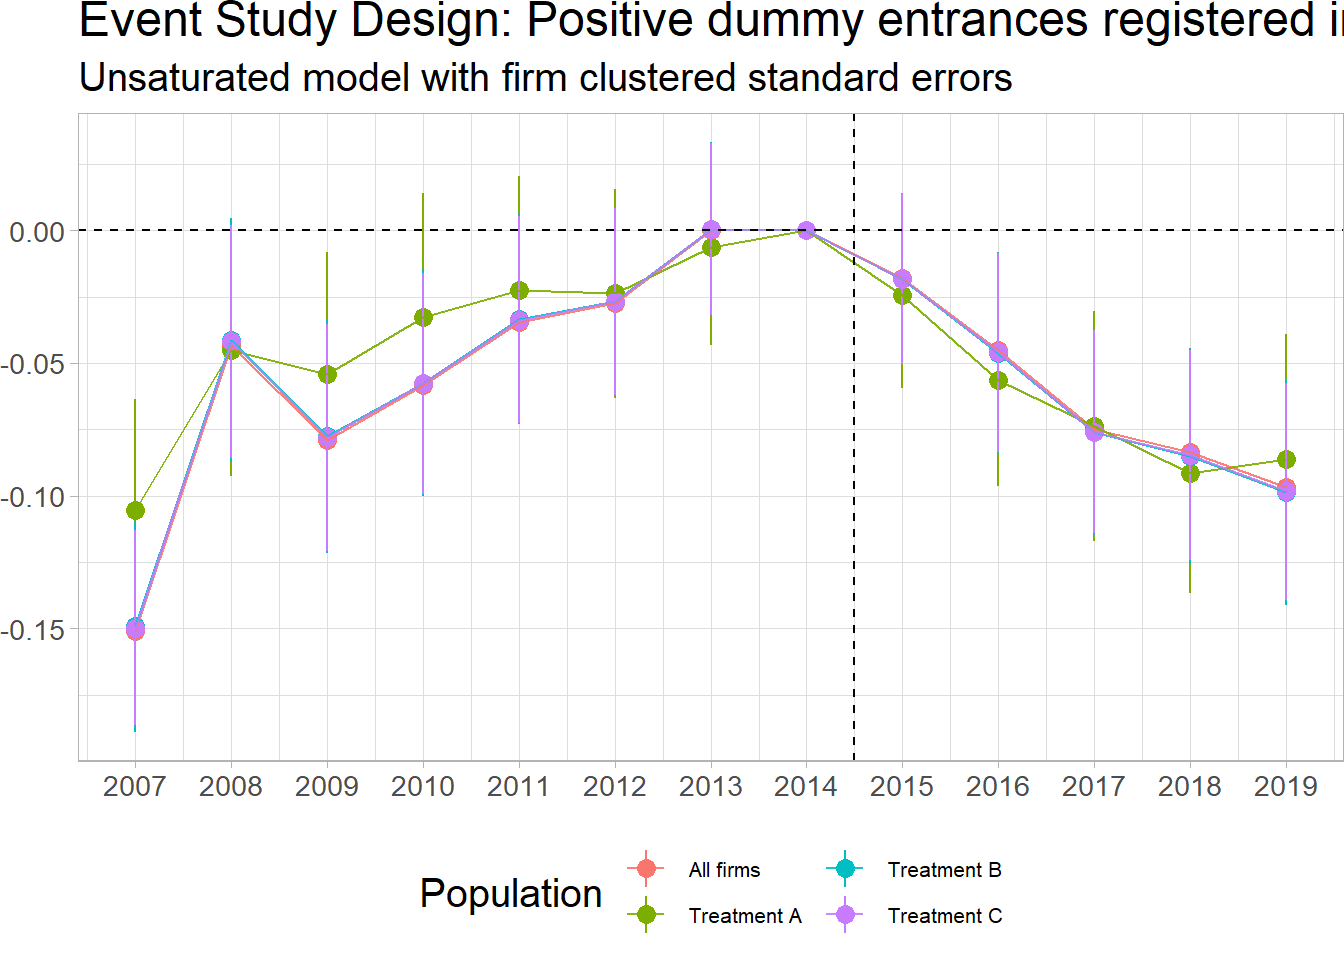 Event Study Design: Positive dummy entrances registered
Unsaturated model with firm clustered standard errors
0.00
-0.05
-0.10
-0.15
2007 2008 2009 2010 2011 2012 2013 2014 2015 2016 2017 2018 2019
Population
All firms
Treatment A
Treatment B
Treatment C